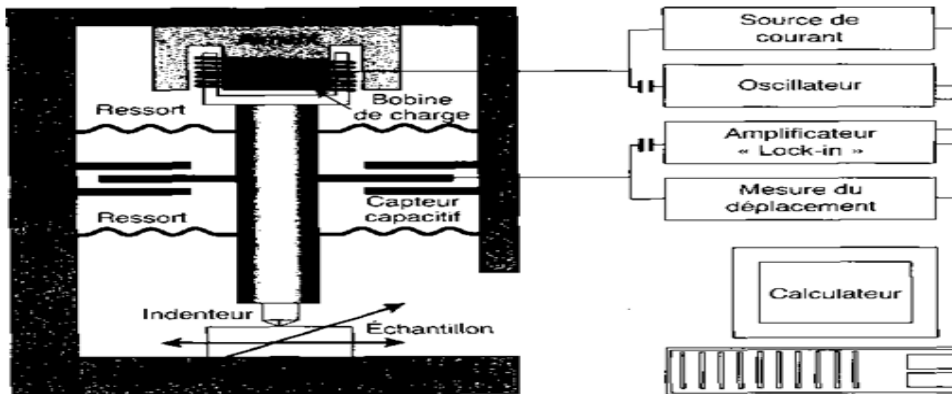 Source de
courant
Oscillateur
Bobine
de charge
Ressort
Amplificateur
« Lock-in »
Mesure du
déplacement
Capteur
capacitif
Ressort
Calculateur
Indenteur
Échantillon